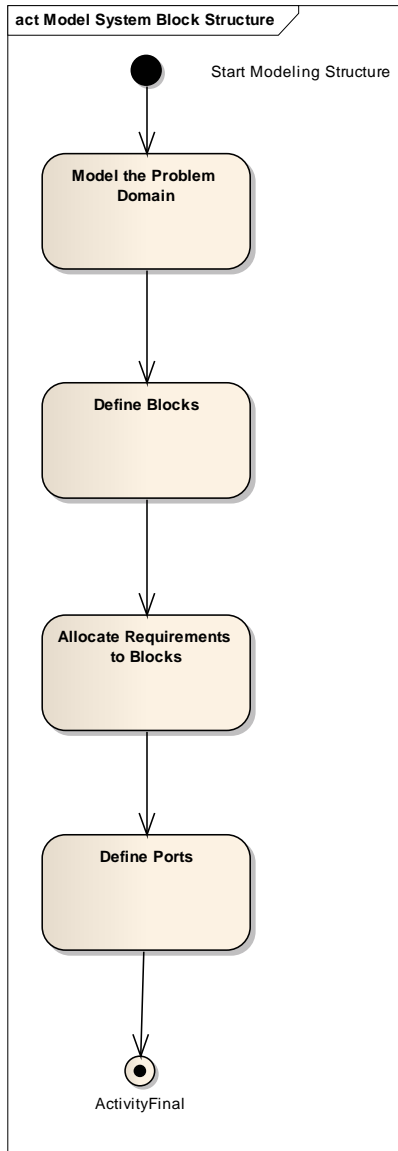 act Model System Block Structure
Start Modeling Structure
Model the Problem
Domain
Define Blocks
Allocate Requirements
to Blocks
Define Ports
ActivityFinal